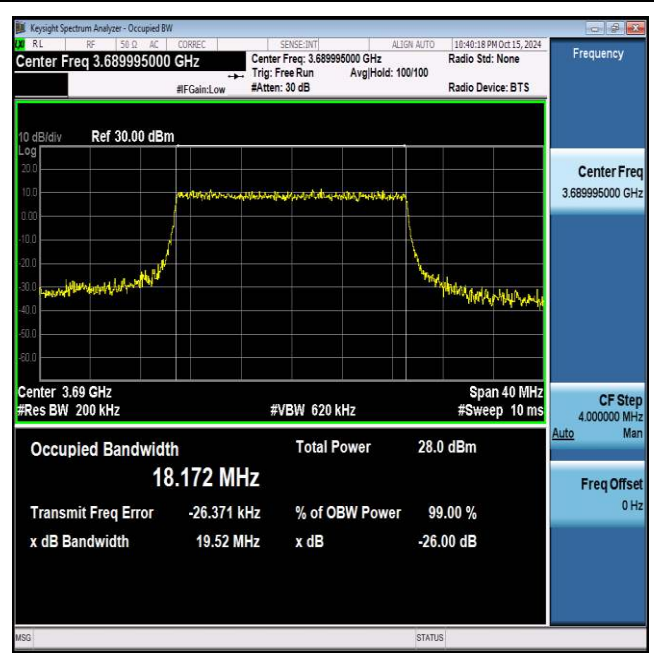 Keysight Spectrum Analyzer - Occupied BW
RL RF 50 Ω AC CORREC SENSE:INT ALIGN AUTO 10:40:18 PM Oct 15, 2024
Center Freq 3.689995000 GHz Center Freq: 3.689995000 GHz Radio Std: None
Trig: Free Run Avg|Hold: 100/100
#IFGain:Low #Atten: 30 dB Radio Device: BTS
Frequency
10 dB/div Ref 30.00 dBm
Log
20.0
10.0
0.00
-10.0
-20.0
-30.0
-40.0
-50.0
-60.0
Center 3.69 GHz Span 40 MHz
#Res BW 200 kHz #VBW 620 kHz #Sweep 10 ms
Occupied Bandwidth Total Power 28.0 dBm
18.172 MHz
Transmit Freq Error -26.371 kHz % of OBW Power 99.00 %
x dB Bandwidth 19.52 MHz x dB -26.00 dB
Center Freq
3.689995000 GHz
CF Step
4.000000 MHz
Auto Man
Freq Offset
0 Hz
MSG STATUS